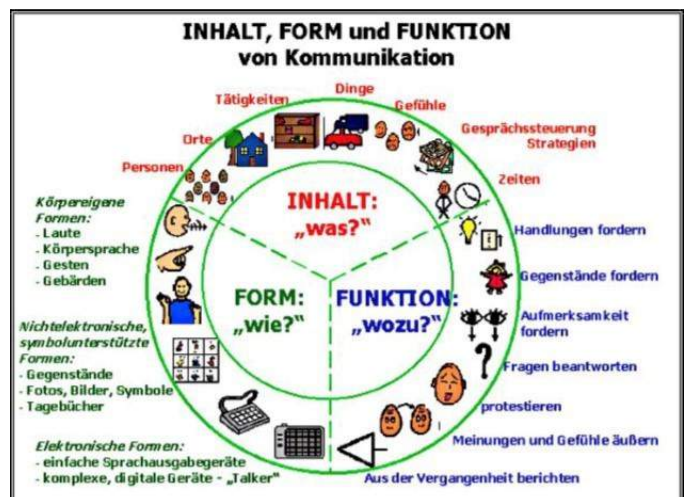 INHALT, FORM und FUNKTION
von Kommunikation
Dinge
Tätigkeiten
Gefühle
Orte
Gesprächssteuerung
Strategien
Personen
Zeiten
INHALT:
„was?“
Körpereigene
Formen:
- Laute
- Körpersprache
- Gesten
- Gebärden
Handlungen fordern
Gegenstände fordern
FORM:
„wie?“
FUNKTION:
„wozu?“
Aufmerksamkeit
fordern
Nichtelektronische,
symbolunterstützte
Formen:
- Gegenstände
- Fotos, Bilder, Symbole
- Tagebücher
Fragen beantworten
protestieren
Meinungen und Gefühle äußern
Elektronische Formen:
- einfache Sprachausgabegeräte
- komplexe, digitale Geräte - „Talker“
Aus der Vergangenheit berichten